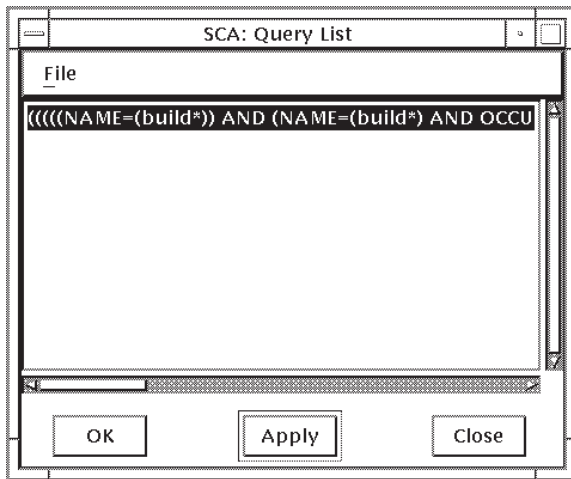 SCA: Query List
File
(((((NAME=(build*)) AND (NAME=(build*) AND OCCU
OK
Apply
Close